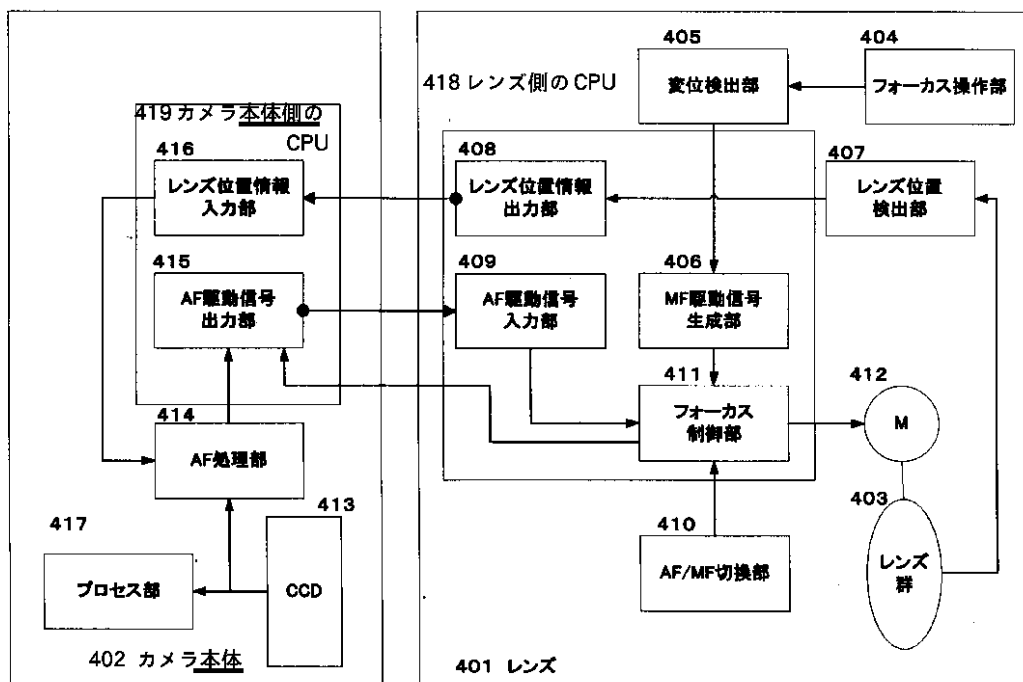 419 カメラ本体側の
CPU
416
レンズ位置情報
入力部
415
AF駆動信号
出力部
414
AF処理部
417
プロセス部
413
CCD
402 カメラ本体
418 レンズ側のCPU
405
変位検出部
404
フォーカス操作部
408
レンズ位置情報
出力部
407
レンズ位置
検出部
409
AF駆動信号
入力部
406
MF駆動信号
生成部
411
フォーカス
制御部
412
M
403
レンズ
群
410
AF/MF切換部
401 レンズ